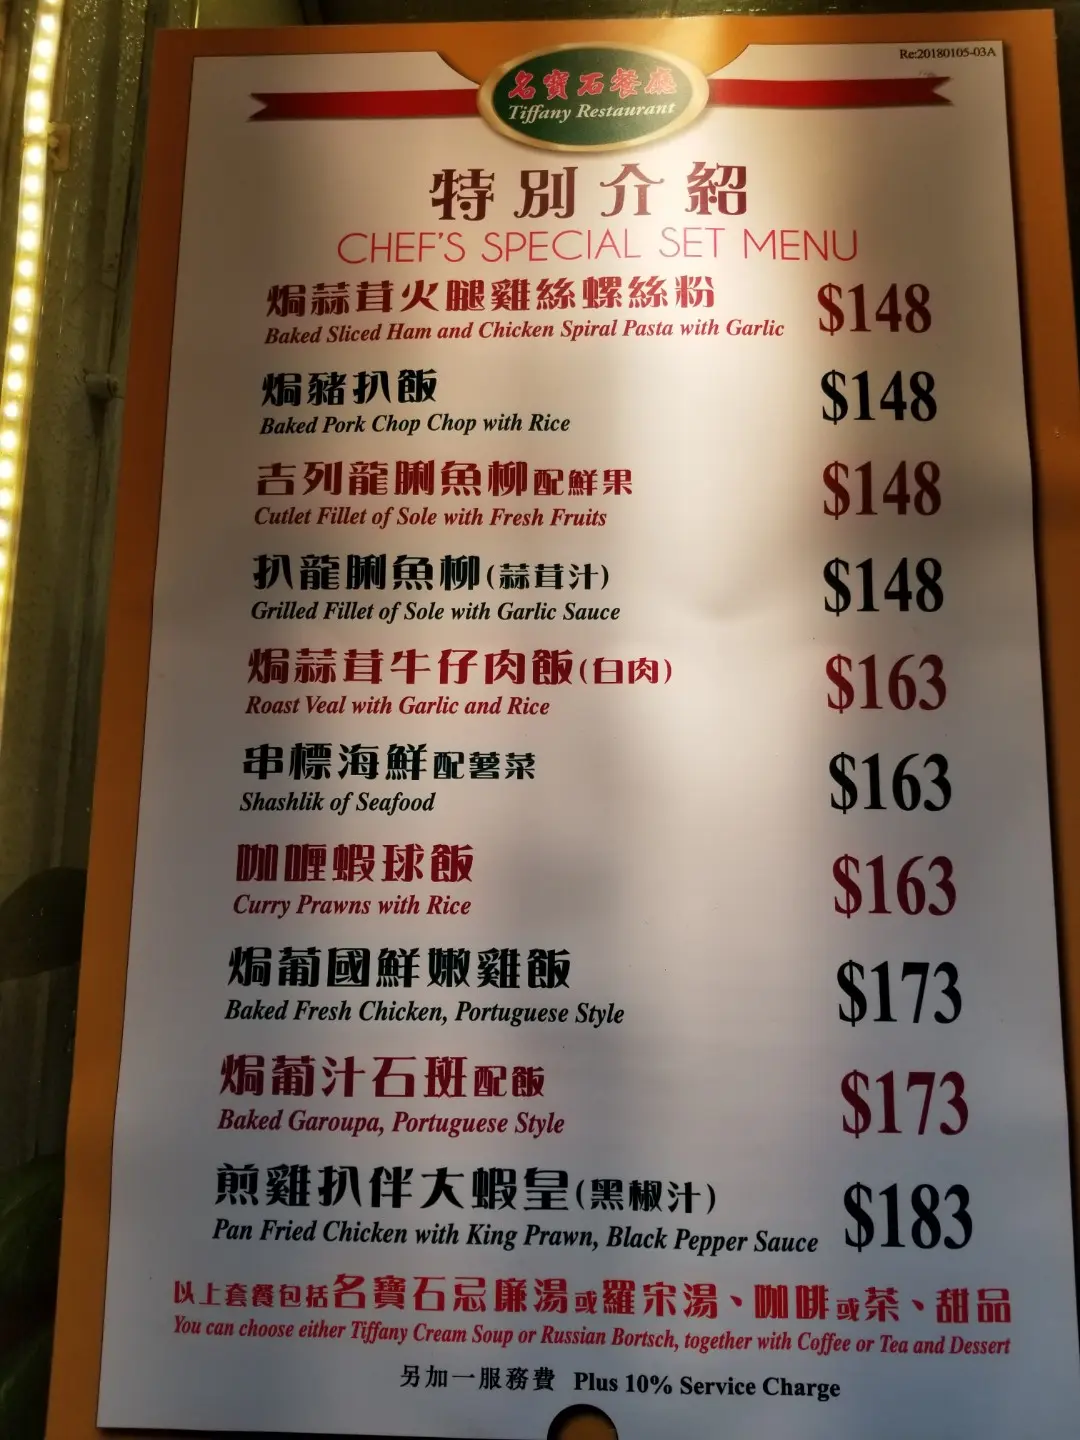 Re:20180105-03A
名寶石餐廳
Tiffany Restaurant
特別介紹
CHEF'S SPECIAL SET MENU
焗蒜茸火腿雞絲螺絲粉 $148
Baked Sliced Ham and Chicken Spiral Pasta with Garlic
焗豬扒飯 $148
Baked Pork Chop Chop with Rice
吉列龍脷魚柳配鮮果 $148
Cutlet Fillet of Sole with Fresh Fruits
扒龍脷魚柳(蒜茸汁) $148
Grilled Fillet of Sole with Garlic Sauce
焗蒜茸牛仔肉飯(白肉) $163
Roast Veal with Garlic and Rice
串標海鮮配薯菜 $163
Shashlik of Seafood
咖喱蝦球飯 $163
Curry Prawns with Rice
焗葡國鮮嫩雞飯 $173
Baked Fresh Chicken, Portuguese Style
焗葡汁石斑配飯 $173
Baked Garoupa, Portuguese Style
煎雞扒伴大蝦皇(黑椒汁) $183
Pan Fried Chicken with King Prawn, Black Pepper Sauce
以上套餐包括名寶石忌廉湯或羅宋湯、咖啡或茶、甜品
You can choose either Tiffany Cream Soup or Russian Bortsch, together with Coffee or Tea and Dessert
另加一服務費 Plus 10% Service Charge